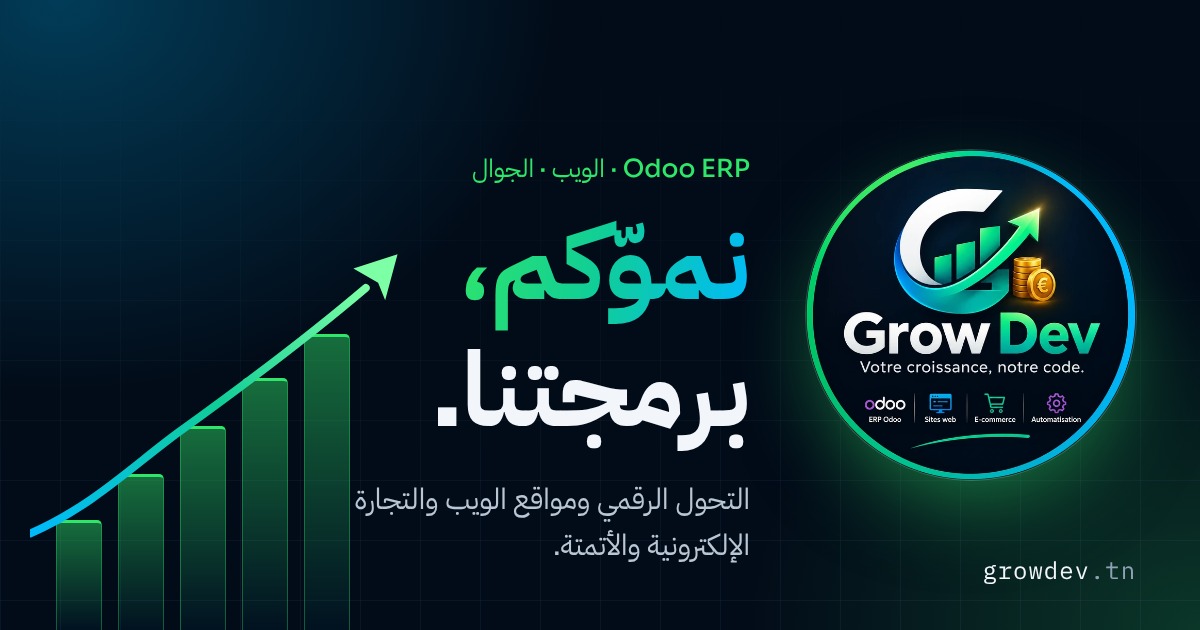 Odoo ERP · الويب · الجوال
نموّكم،
برمجتنا.
التحول الرقمي ومواقع الويب والتجارة
الإلكترونية والأتمتة.
Grow Dev
Votre croissance, notre code.
odoo
ERP Odoo
Sites web
E-commerce
Automatisation
growdev.tn